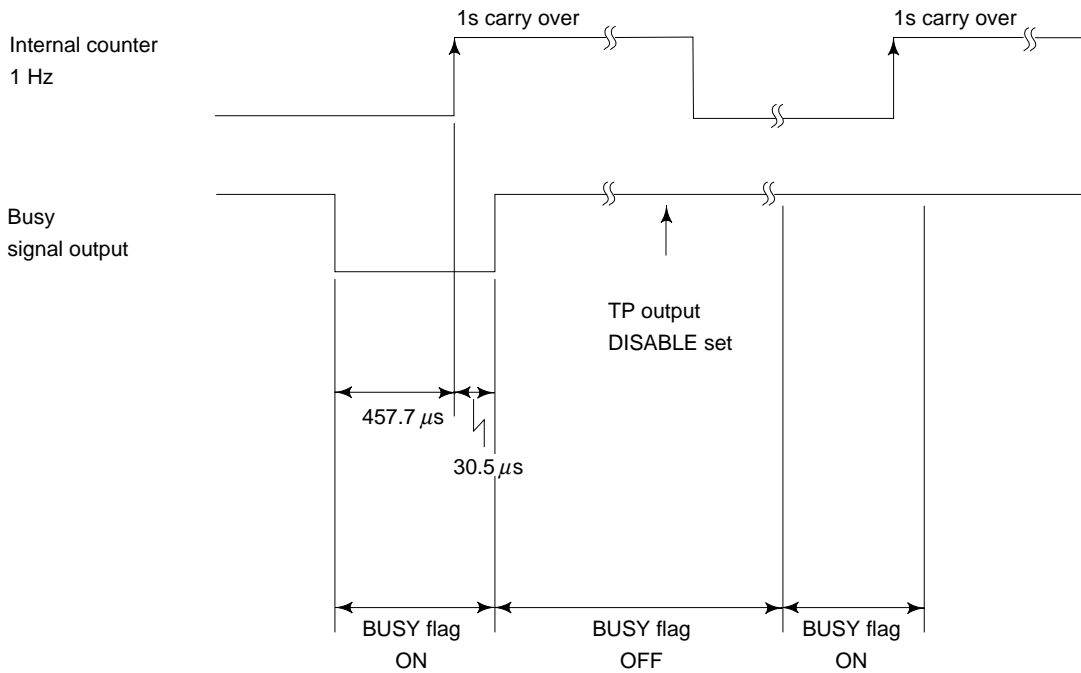 1s carry over
1s carry over
Internal counter
1 Hz
Busy
signal output
TP output
DISABLE set
457.7 μs
30.5 μs
BUSY flag
ON
BUSY flag
OFF
BUSY flag
ON